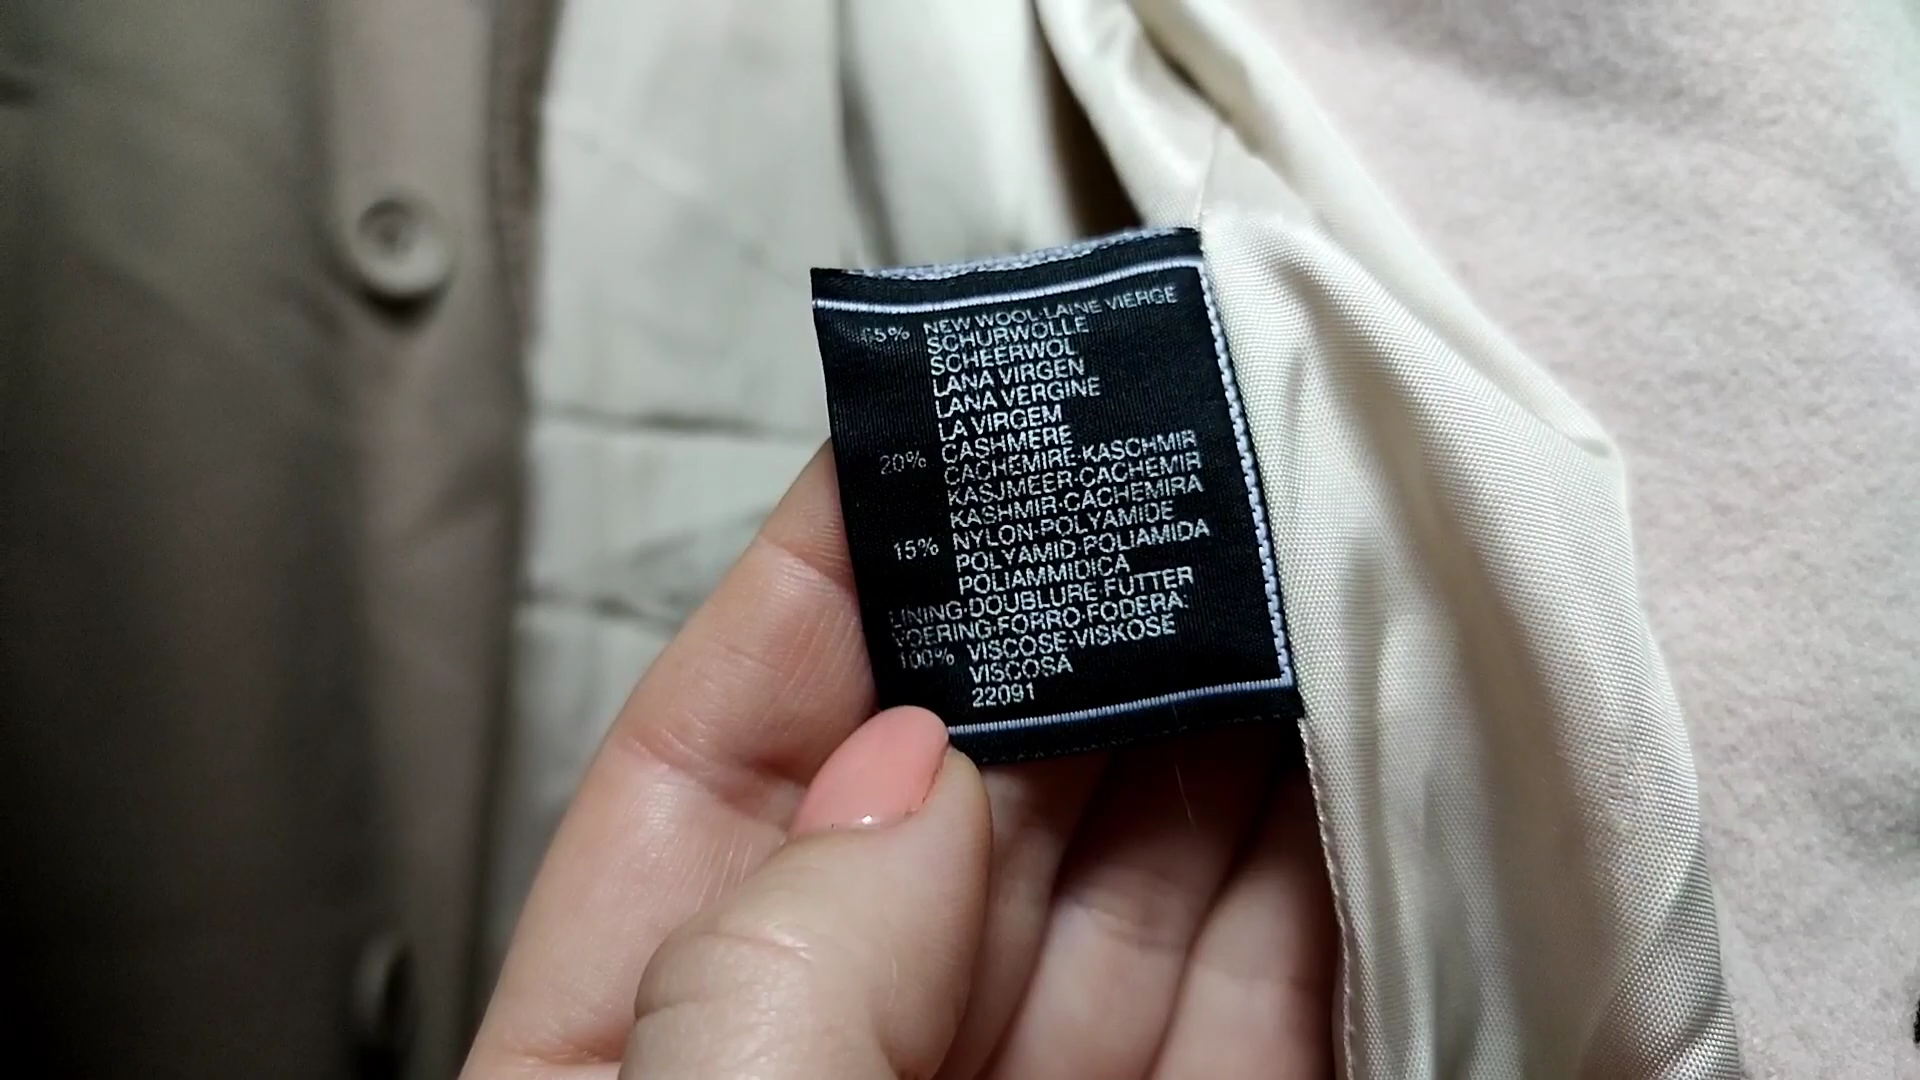 65% NEW WOOL·LAINE VIERGE
SCHURWOLLE
SCHEERWOL
LANA VIRGEN
LANA VERGINE
LA VIRGEM
20% CASHMERE
CACHEMIRE·KASCHMIR
KASJMEER·CACHEMIR
KASHMIR·CACHEMIRA
15% NYLON·POLYAMIDE
POLYAMID·POLIAMIDA
POLIAMMIDICA
LINING·DOUBLURE·FUTTER
VOERING·FORRO·FODERA:
100% VISCOSE·VISKOSE
VISCOSA
22091